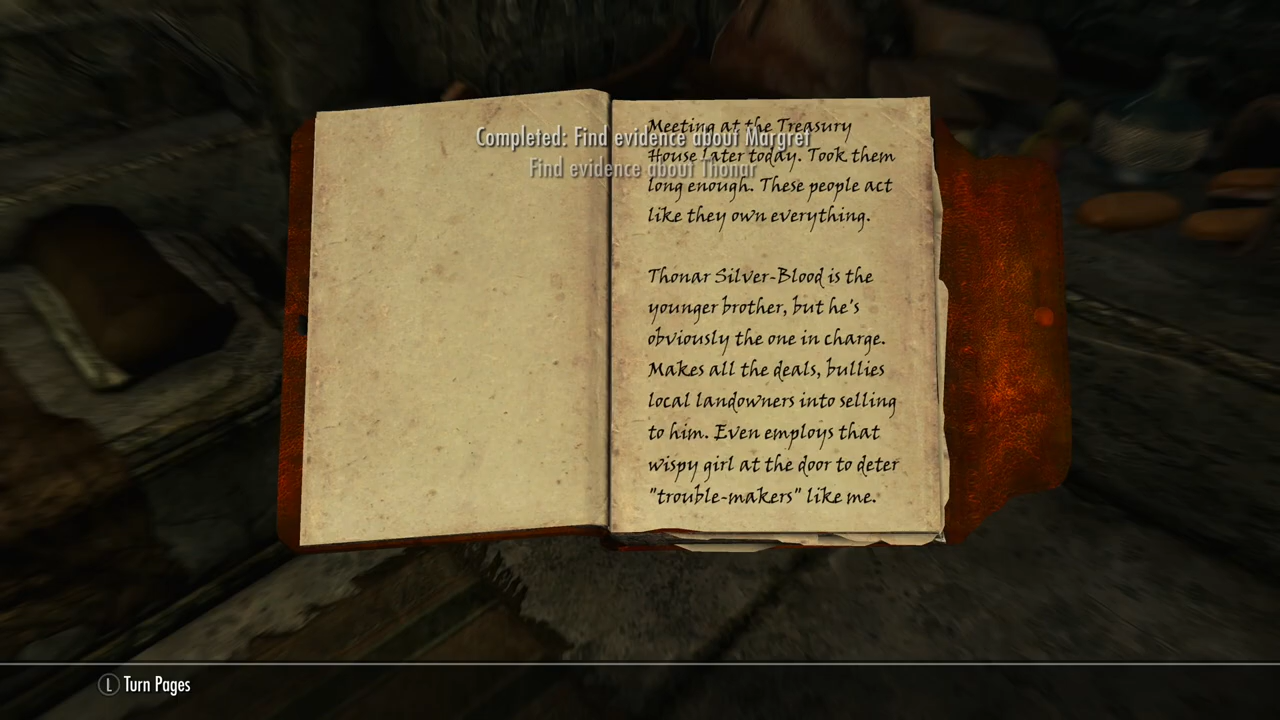 Completed: Find evidence about Margret
Find evidence about Thonar
Meeting at the Treasury
House later today. Took them
long enough. These people act
like they own everything.
Thonar Silver-Blood is the
younger brother, but he's
obviously the one in charge.
Makes all the deals, bullies
local landowners into selling
to him. Even employs that
wispy girl at the door to deter
"trouble-makers" like me.
L Turn Pages